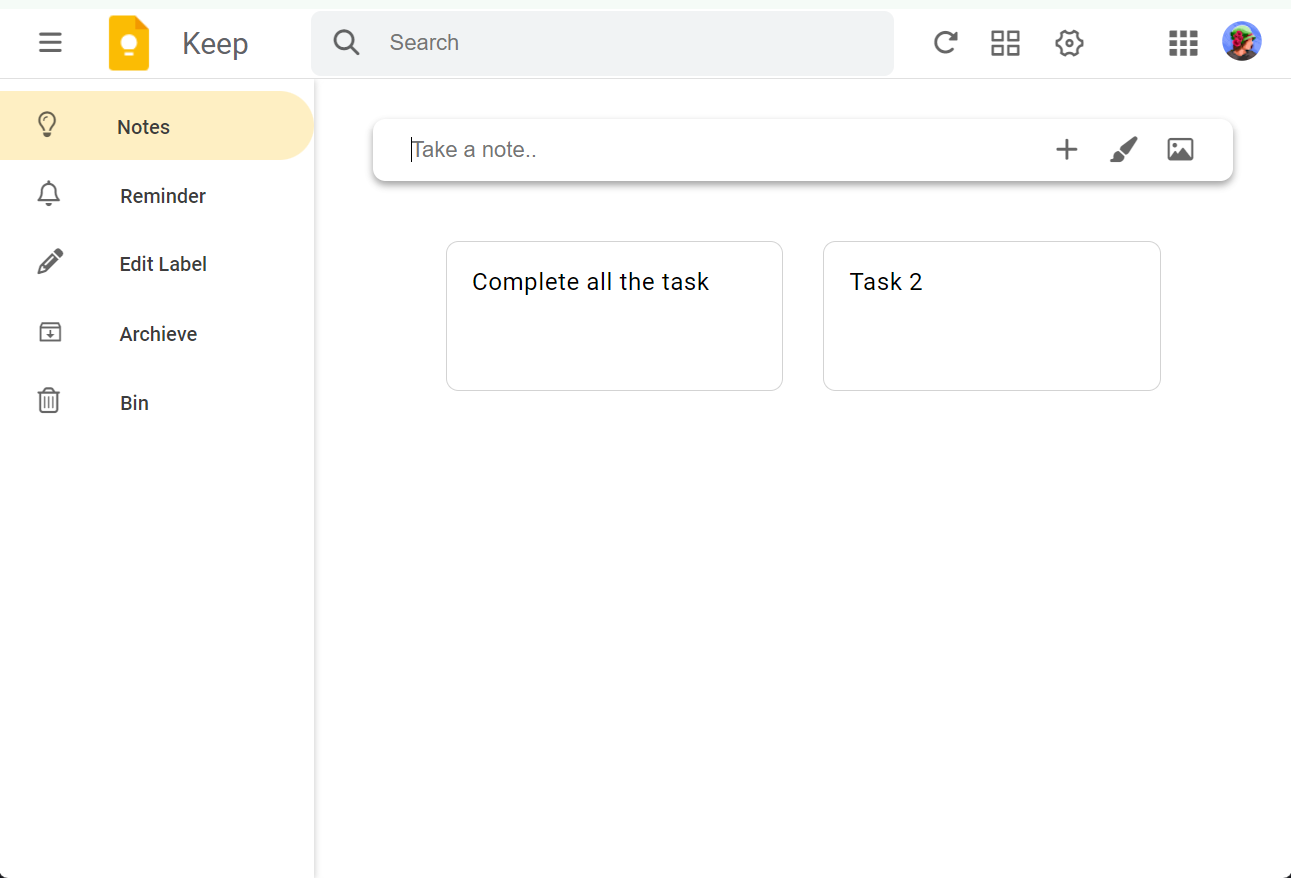 Keep
Search
Notes
Reminder
Edit Label
Archieve
Bin
Take a note..
Complete all the task
Task 2